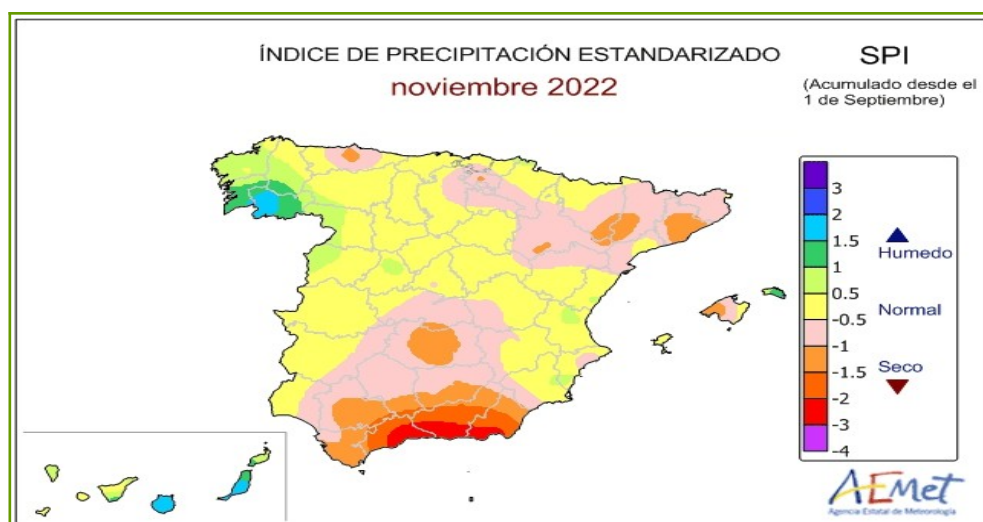 ÍNDICE DE PRECIPITACIÓN ESTANDARIZADO
noviembre 2022
SPI
(Acumulado desde el
1 de Septiembre)
3
2
1.5
1
0.5
-0.5
-1
-1.5
-2
-3
-4
Humedo
Normal
Seco
AEMet
Agencia Estatal de Meteorología